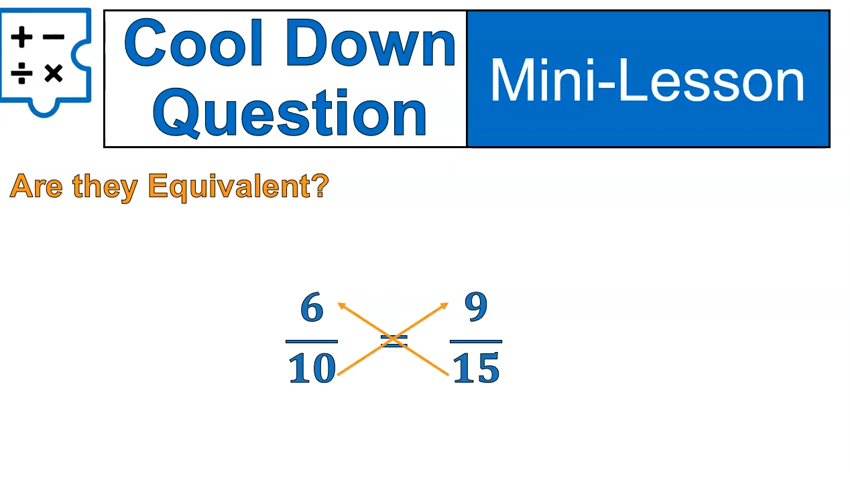 + −
÷ ×
Cool Down
Question
Mini-Lesson
Are they Equivalent?
6
10
=
9
15